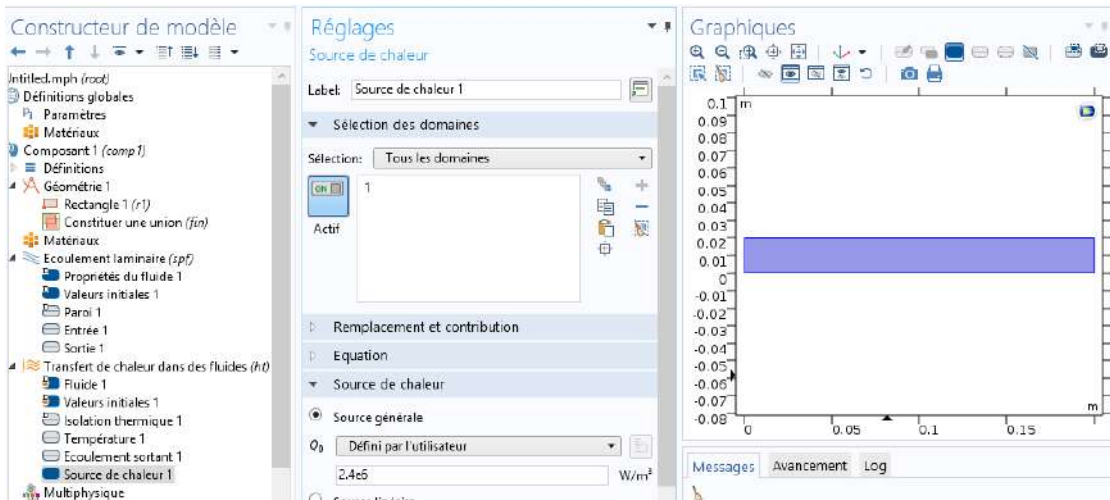 Constructeur de modèle
Untitled.mph (root)
Définitions globales
Pi Paramètres
Matériaux
Composant 1 (comp1)
Définitions
Géométrie 1
Rectangle 1 (r1)
Constituer une union (fin)
Matériaux
Ecoulement laminaire (spf)
Propriétés du fluide 1
Valeurs initiales 1
Paroi 1
Entrée 1
Sortie 1
Transfert de chaleur dans des fluides (ht)
Fluide 1
Valeurs initiales 1
Isolation thermique 1
Température 1
Ecoulement sortant 1
Source de chaleur 1
Multiphysique
Réglages
Source de chaleur
Label: Source de chaleur 1
Sélection des domaines
Sélection: Tous les domaines
ON
1
Actif
Remplacement et contribution
Equation
Source de chaleur
Source générale
Q0 Défini par l'utilisateur
2.4e6 W/m³
Source linéaire
Graphiques
0.1 m
0.09
0.08
0.07
0.06
0.05
0.04
0.03
0.02
0.01
0
-0.01
-0.02
-0.03
-0.04
-0.05
-0.06
-0.07
-0.08
m
0 0.05 0.1 0.15
Messages Avancement Log